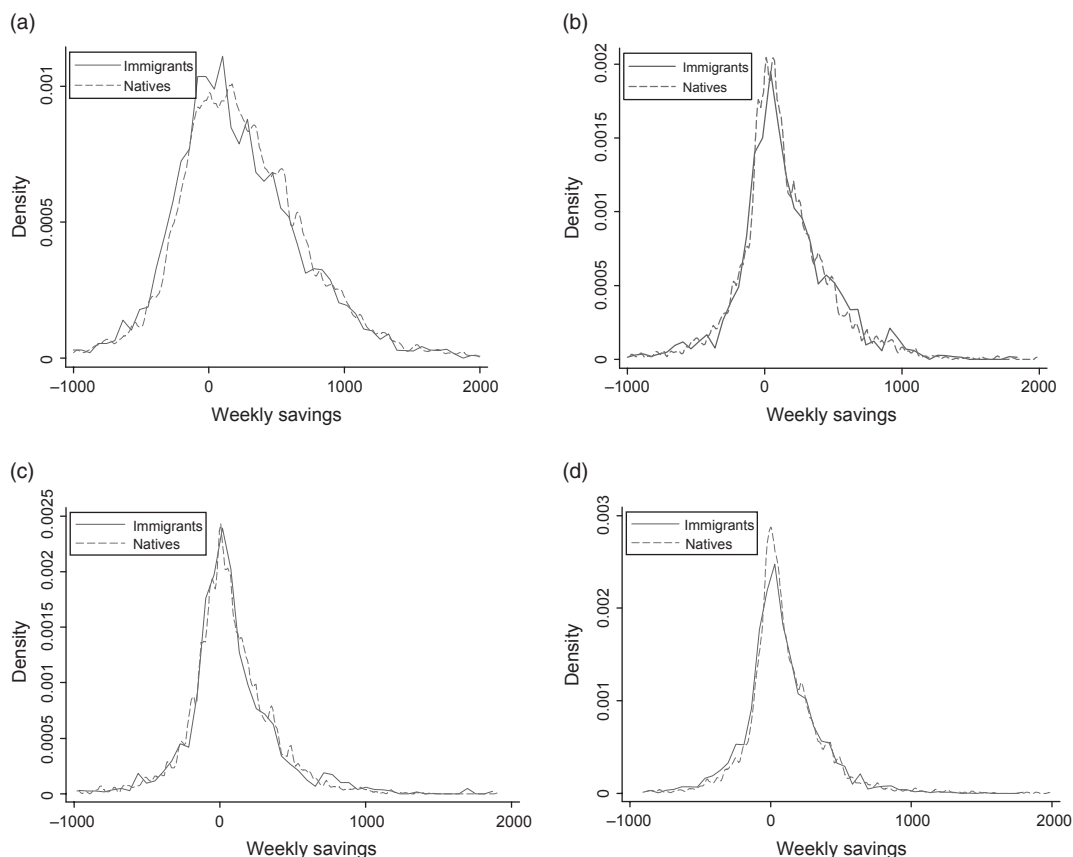 (a)
Immigrants
Natives
Density
0.001
0.0005
0
–1000
0
1000
2000
Weekly savings
(b)
Immigrants
Natives
Density
0.002
0.0015
0.001
0.0005
0
–1000
0
1000
2000
Weekly savings
(c)
Immigrants
Natives
Density
0.0025
0.002
0.0015
0.001
0.0005
0
–1000
0
1000
2000
Weekly savings
(d)
Immigrants
Natives
Density
0.003
0.002
0.001
0
–1000
0
1000
2000
Weekly savings